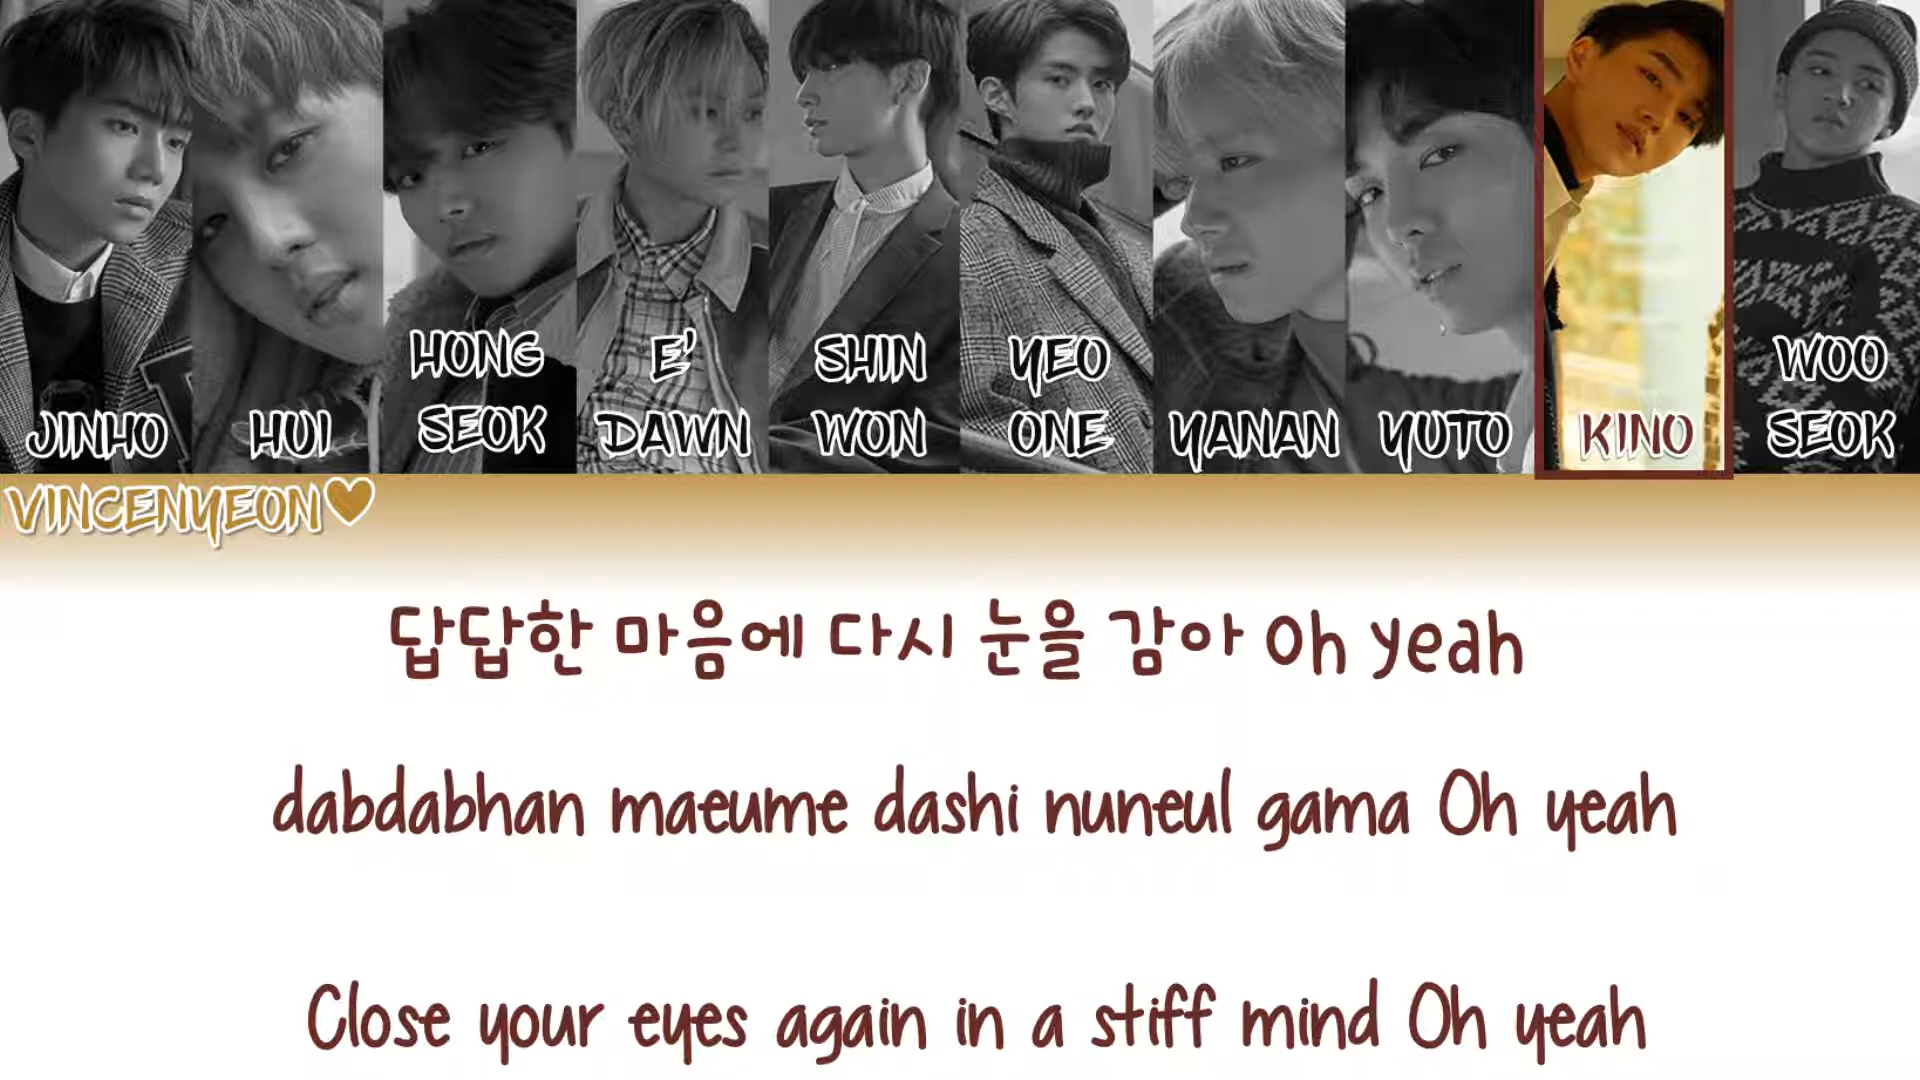 JINHO
HUI
HONG
SEOK
E'
DAWN
SHIN
WON
YEO
ONE
YANAN
YUTO
KINO
WOO
SEOK
VINCENYEON♡
답답한 마음에 다시 눈을 감아 Oh yeah
dabdabhan maeume dashi nuneul gama Oh yeah
Close your eyes again in a stiff mind Oh yeah